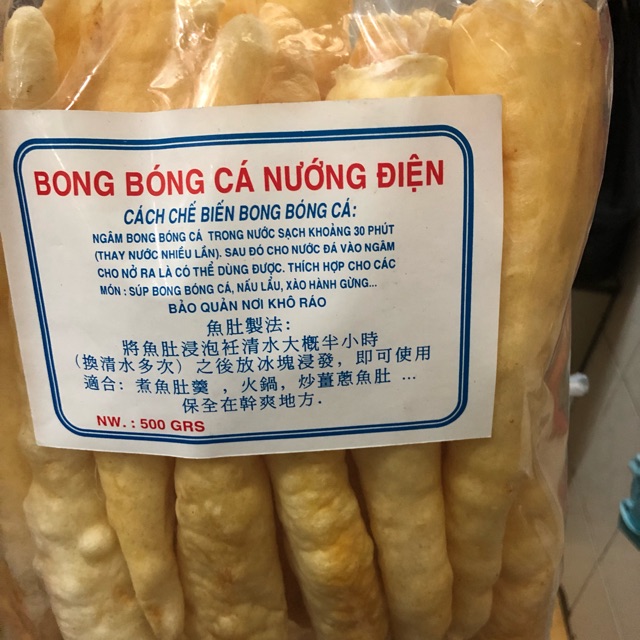 BONG BÓNG CÁ NƯỚNG ĐIỆN
CÁCH CHẾ BIẾN BONG BÓNG CÁ:
NGÂM BONG BÓNG CÁ TRONG NƯỚC SẠCH KHOẢNG 30 PHÚT
(THAY NƯỚC NHIỀU LẦN). SAU ĐÓ CHO NƯỚC ĐÁ VÀO NGÂM
CHO NỞ RA LÀ CÓ THỂ DÙNG ĐƯỢC. THÍCH HỢP CHO CÁC
MÓN : SÚP BONG BÓNG CÁ, NẤU LẨU, XÀO HÀNH GỪNG...
BẢO QUẢN NƠI KHÔ RÁO
魚肚製法:
將魚肚浸泡社清水大概半小時
(換清水多次) 之後放冰塊浸發，即可使用
適合: 煮魚肚羹，火鍋，炒薑蔥魚肚 ...
保全在幹爽地方.
NW. : 500 GRS